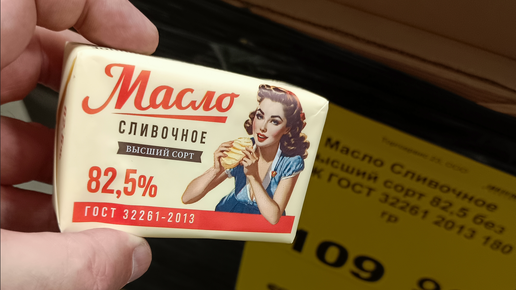 Масло
СЛИВОЧНОЕ
ВЫСШИЙ СОРТ
82,5%
ГОСТ 32261-2013
Масло Сливочное
высший сорт 82,5 без
К ГОСТ 32261 2013 180
гр
109